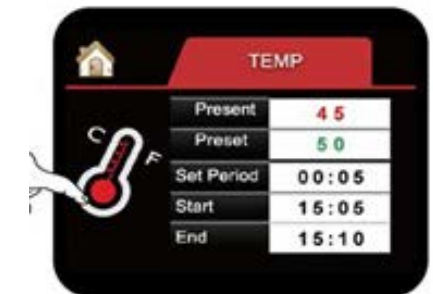 TEMP
Present 45
Preset 50
C F
Set Period 00:05
Start 15:05
End 15:10